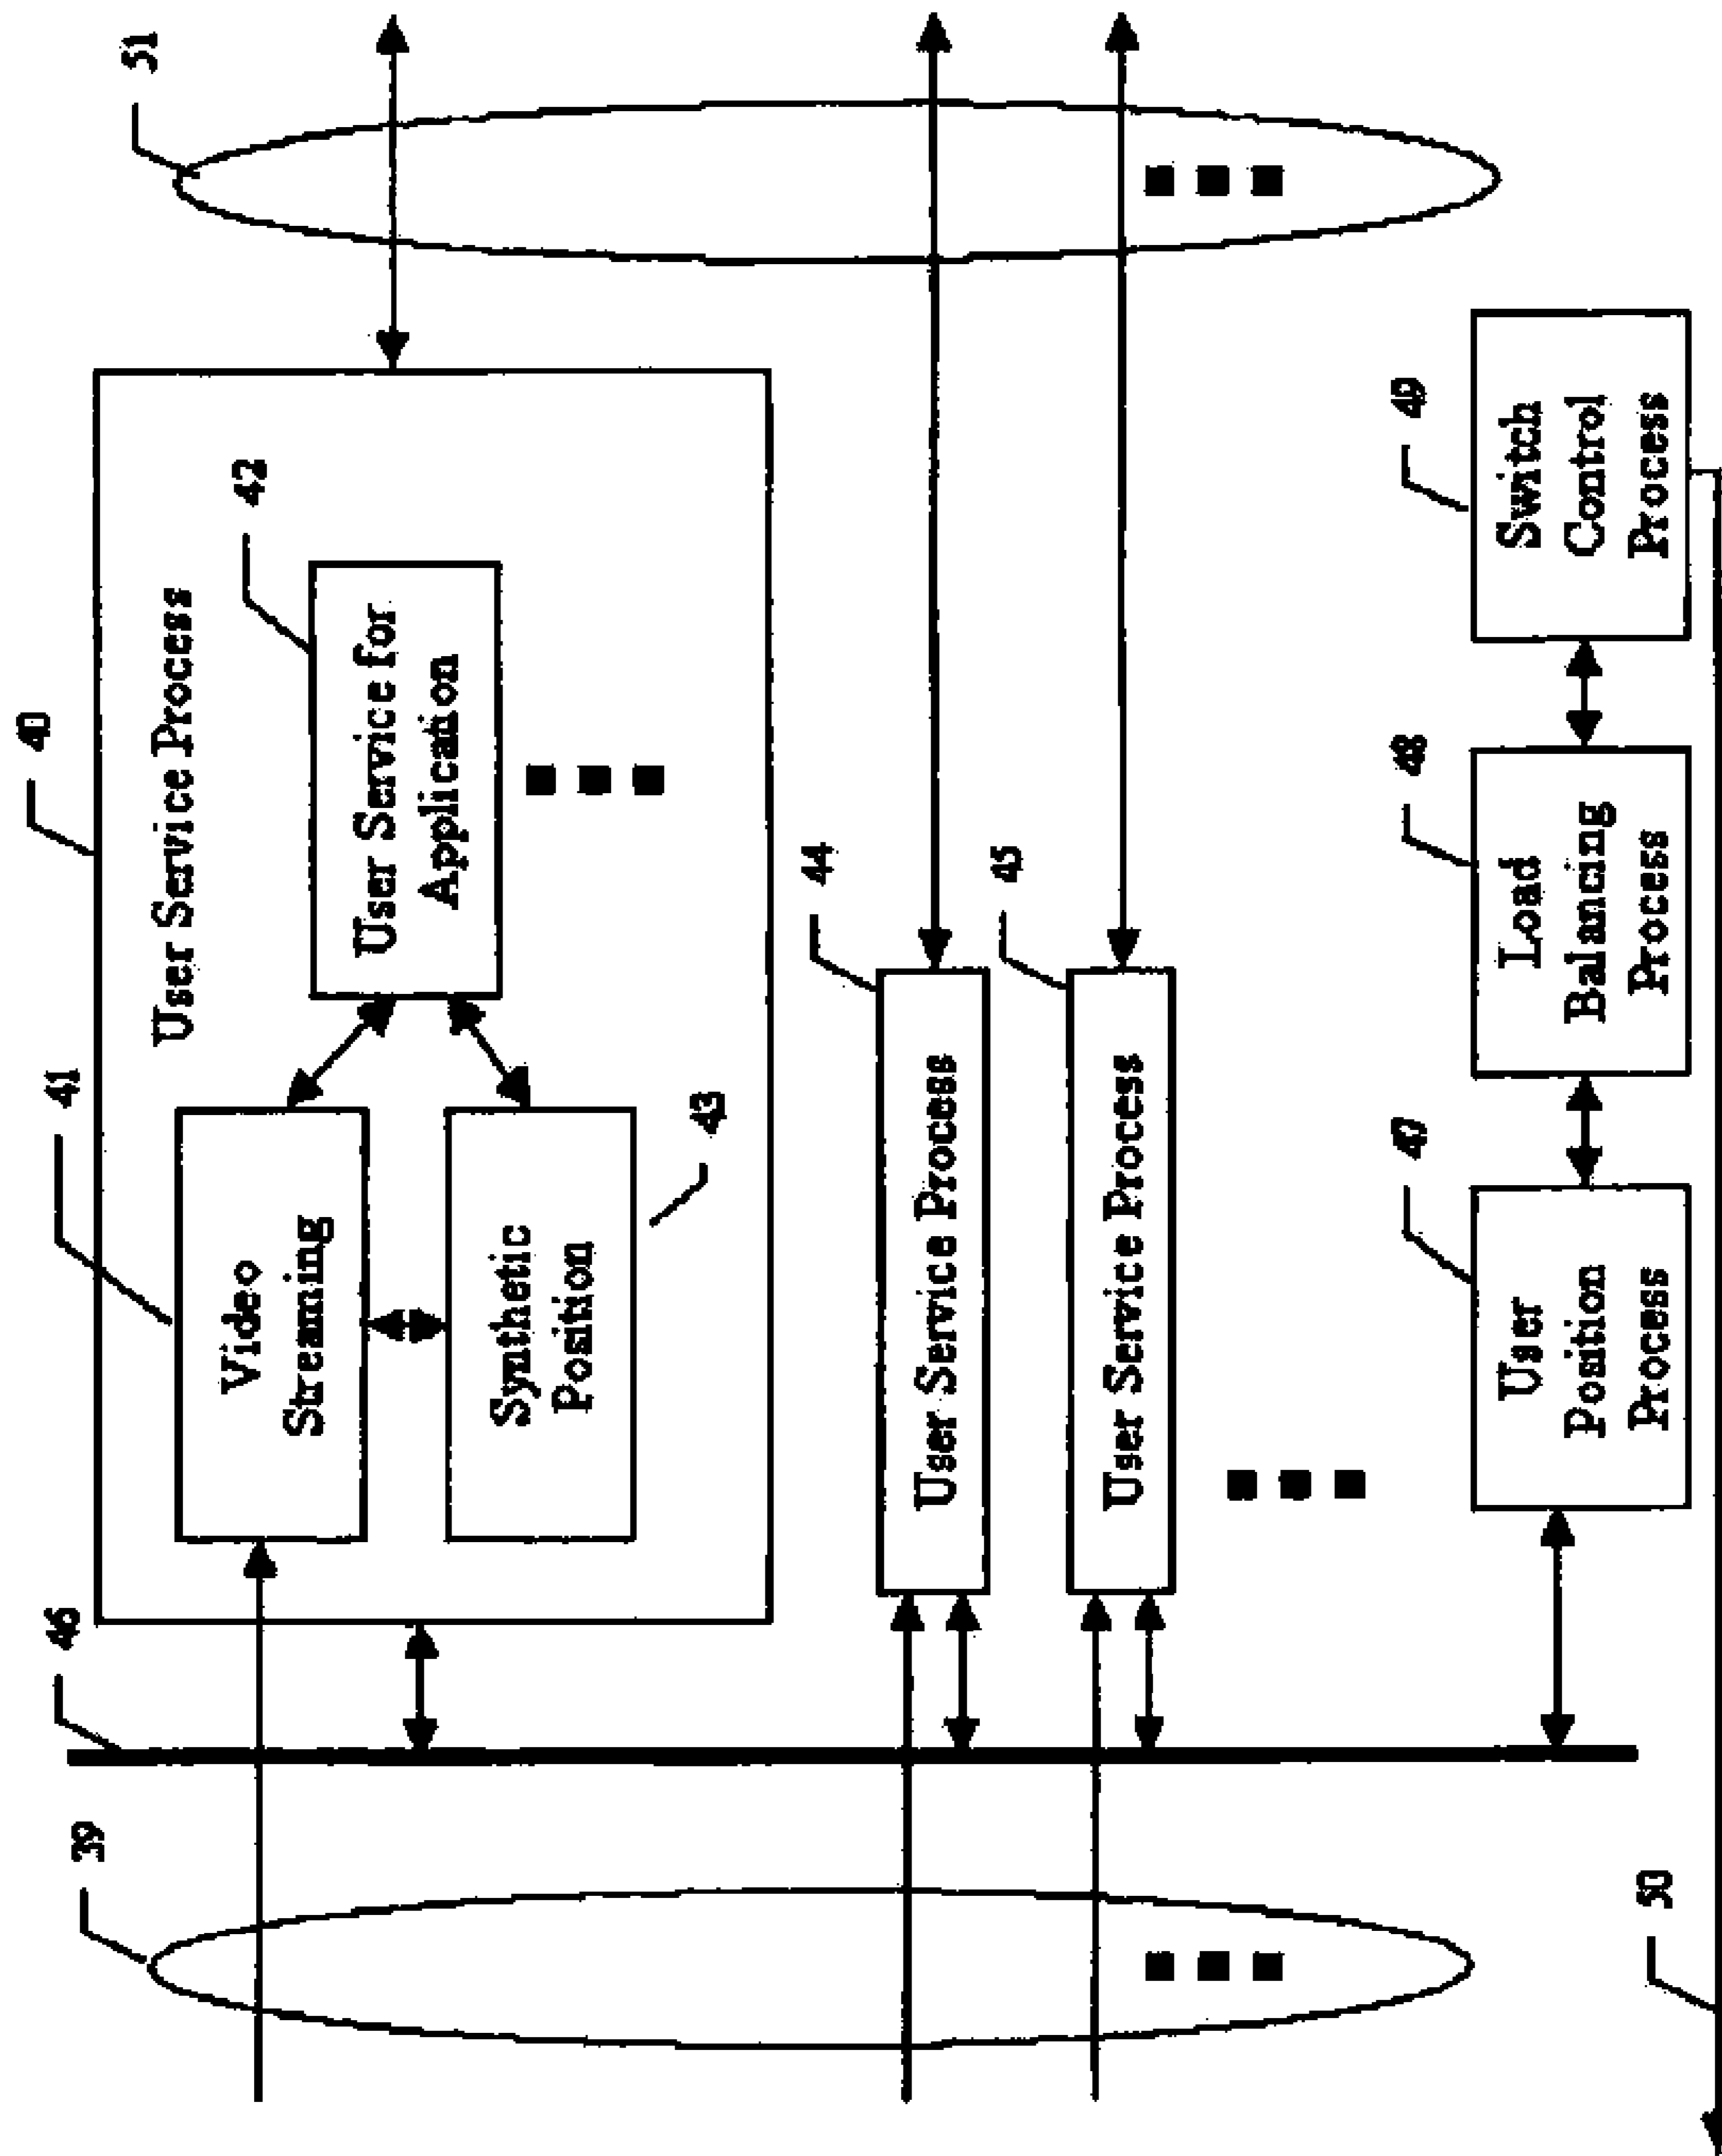 40
User Service Process
41
Video
Streaming
42
User Service for
Application
43
Synthetic
Position
51
46
39
44
User Service Process
45
User Service Process
47
User
Position
Process
48
Load
Balancing
Process
49
Switch
Control
Process
50